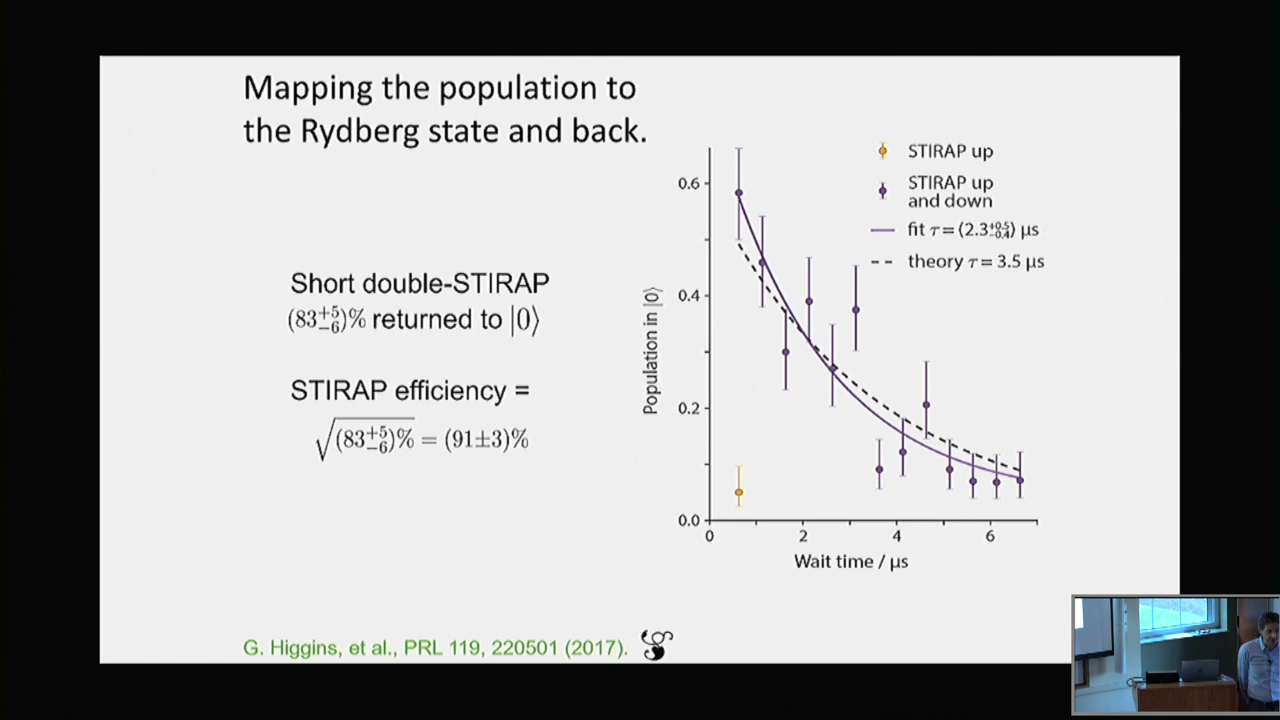 Mapping the population to
the Rydberg state and back.
Short double-STIRAP
(83+5−6)% returned to |0⟩
STIRAP efficiency =
√(83+5−6)% = (91±3)%
G. Higgins, et al., PRL 119, 220501 (2017).
STIRAP up
STIRAP up
and down
fit τ = (2.3+0.5−0.4) μs
theory τ = 3.5 μs
Population in |0⟩
0.6
0.4
0.2
0.0
0 2 4 6
Wait time / μs